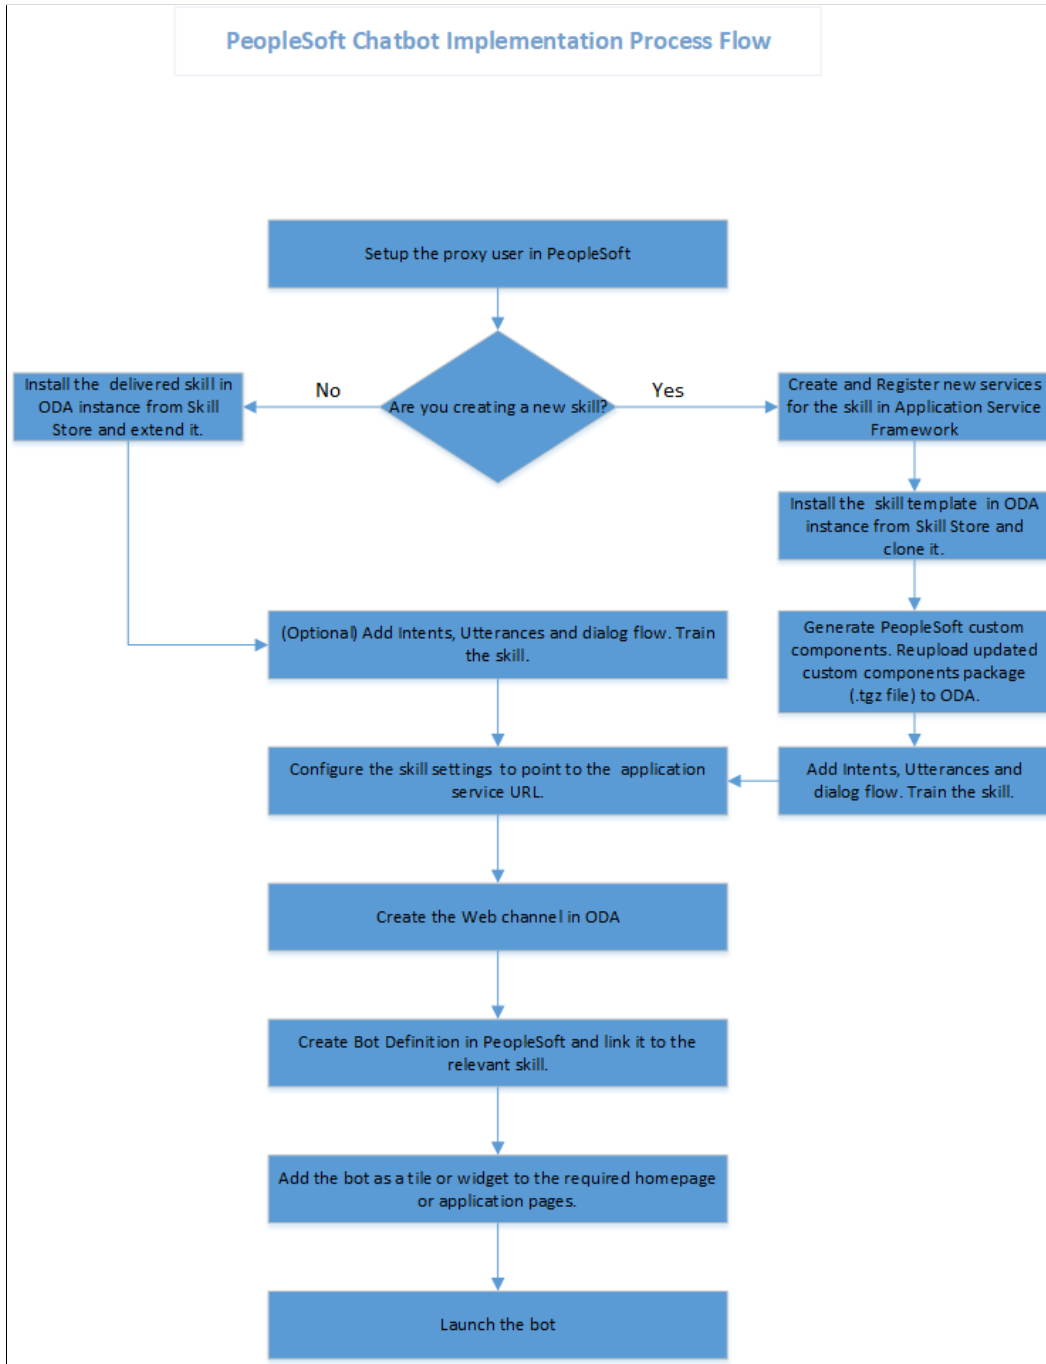 PeopleSoft Chatbot Implementation Process Flow
Setup the proxy user in PeopleSoft
Are you creating a new skill?
No
Yes
Install the delivered skill in
ODA instance from Skill
Store and extend it.
Create and Register new services
for the skill in Application Service
Framework
Install the skill template in ODA
instance from Skill Store and
clone it.
(Optional) Add Intents, Utterances and dialog flow. Train
the skill.
Generate PeopleSoft custom
components. Reupload updated
custom components package
(.tgz file) to ODA.
Configure the skill settings to point to the application
service URL.
Add Intents, Utterances and
dialog flow. Train the skill.
Create the Web channel in ODA
Create Bot Definition in PeopleSoft and link it to the
relevant skill.
Add the bot as a tile or widget to the required homepage
or application pages.
Launch the bot